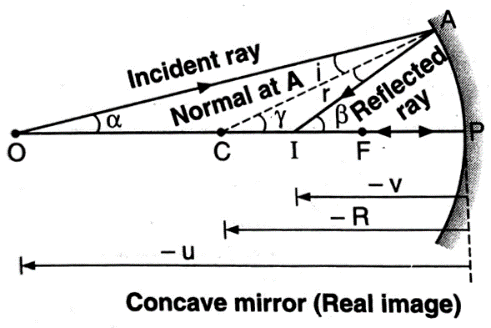 A
Incident ray
i
Normal at A
r
Reflected
ray
α
γ
β
O
C
I
F
P
– v
– R
– u
Concave mirror (Real image)